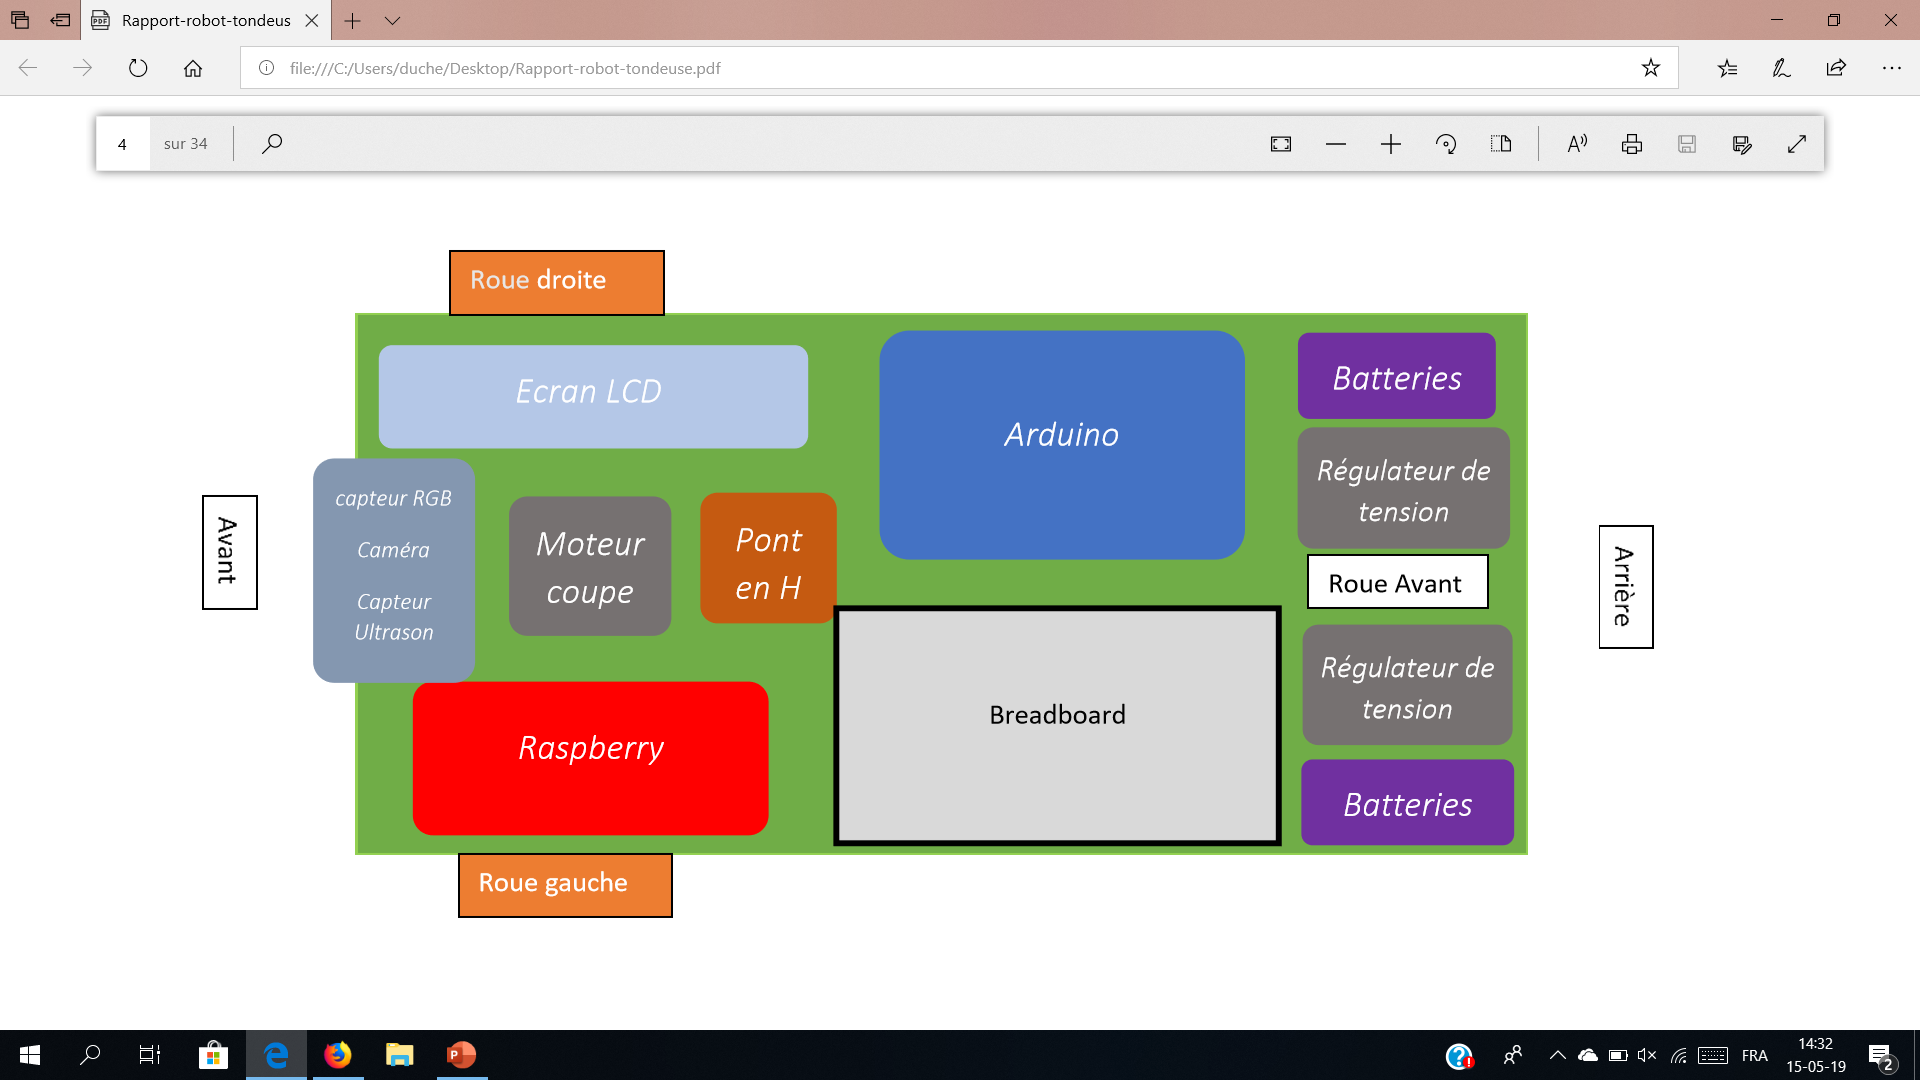 Rapport-robot-tondeus
file:///C:/Users/duche/Desktop/Rapport-robot-tondeuse.pdf
4 sur 34
Roue droite
Ecran LCD
Arduino
Batteries
Régulateur de
tension
capteur RGB
Caméra
Capteur
Ultrason
Moteur
coupe
Pont
en H
Avant
Arrière
Roue Avant
Régulateur de
tension
Breadboard
Raspberry
Batteries
Roue gauche
FRA
14:32
15-05-19
2